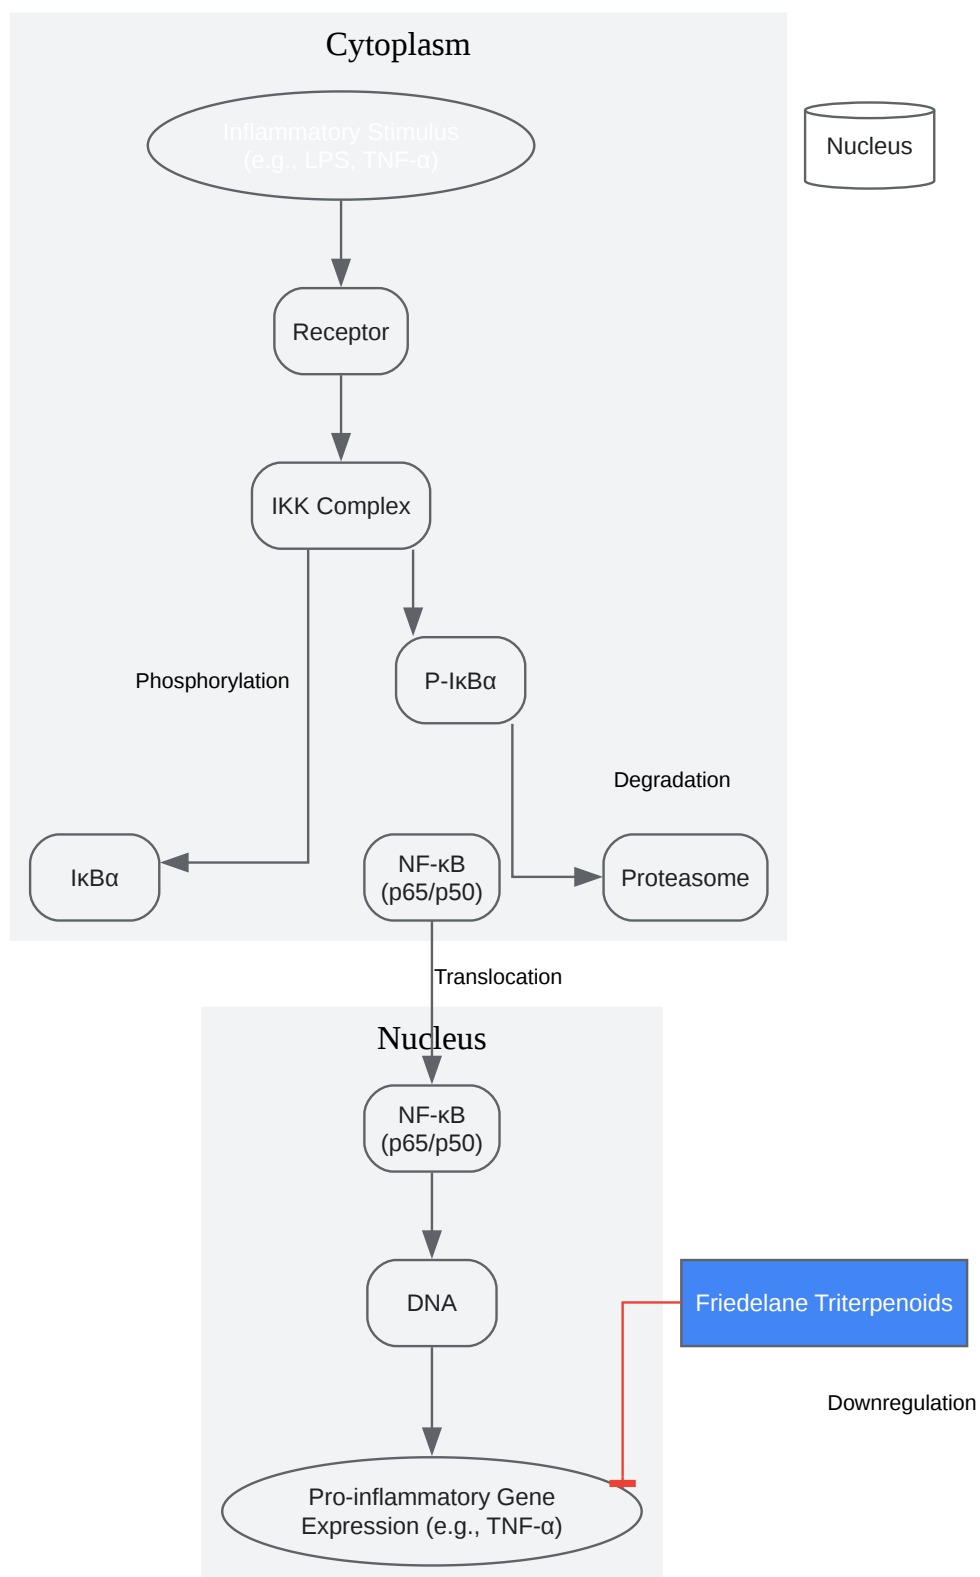 Cytoplasm
Inflammatory Stimulus
(e.g., LPS, TNF-α)
Nucleus
Receptor
IKK Complex
Phosphorylation
P-IκBα
Degradation
IκBα
NF-κB
(p65/p50)
Proteasome
Translocation
Nucleus
NF-κB
(p65/p50)
DNA
Friedelane Triterpenoids
Downregulation
Pro-inflammatory Gene
Expression (e.g., TNF-α)